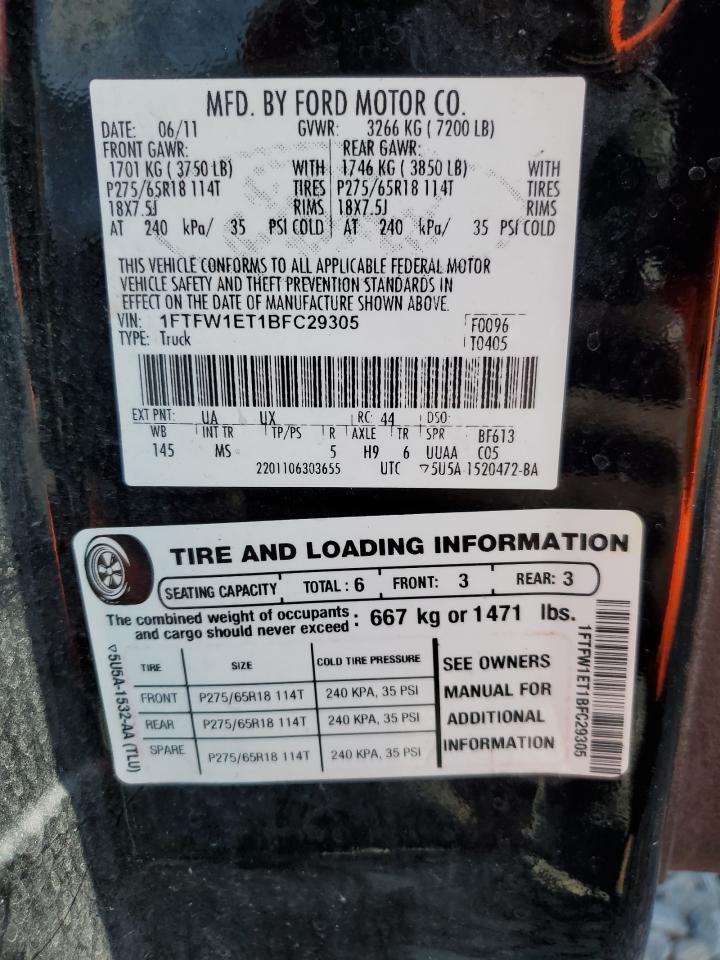 MFD. BY FORD MOTOR CO.
DATE: 06/11 GVWR: 3266 KG ( 7200 LB)
FRONT GAWR: REAR GAWR:
1701 KG ( 3750 LB) WITH 1746 KG ( 3850 LB) WITH
P275/65R18 114T TIRES P275/65R18 114T TIRES
18X7.5J RIMS 18X7.5J RIMS
AT 240 kPa/ 35 PSI COLD AT 240 kPa/ 35 PSI COLD
THIS VEHICLE CONFORMS TO ALL APPLICABLE FEDERAL MOTOR
VEHICLE SAFETY AND THEFT PREVENTION STANDARDS IN
EFFECT ON THE DATE OF MANUFACTURE SHOWN ABOVE.
VIN: 1FTFW1ET1BFC29305 F0096
TYPE: Truck T0405
EXT PNT: UA UX RC: 44 DSO:
WB INT TR TP/PS R AXLE TR SPR BF613
145 MS 5 H9 6 UUAA C05
2201106303655 UTC ▽5U5A 1520472-BA
TIRE AND LOADING INFORMATION
SEATING CAPACITY TOTAL : 6 FRONT: 3 REAR: 3
The combined weight of occupants
and cargo should never exceed : 667 kg or 1471 lbs.
TIRE SIZE COLD TIRE PRESSURE
FRONT P275/65R18 114T 240 KPA, 35 PSI
REAR P275/65R18 114T 240 KPA, 35 PSI
SPARE P275/65R18 114T 240 KPA, 35 PSI
SEE OWNERS
MANUAL FOR
ADDITIONAL
INFORMATION
▽5U5A-1532-AA (TLU)
1FTFW1ET1BFC29305